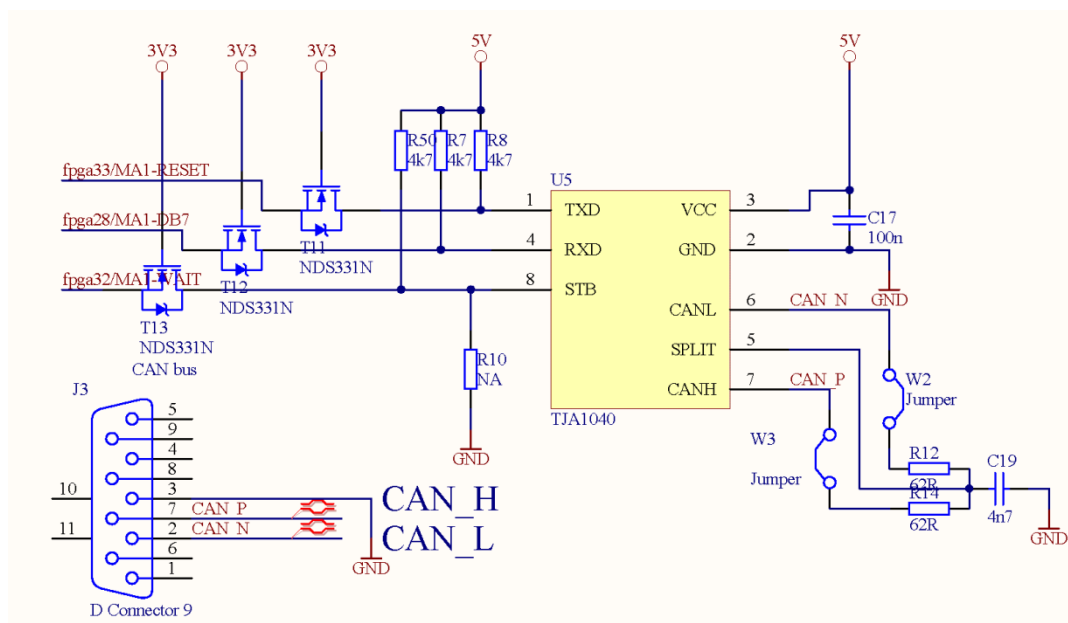 3V3
3V3
3V3
5V
5V
R50
4k7
R7
4k7
R8
4k7
fpga33/MA1-RESET
fpga28/MA1-DB7
fpga32/MA1-WAIT
T11
NDS331N
T12
NDS331N
T13
NDS331N
CAN bus
U5
1
TXD
4
RXD
8
STB
VCC
3
GND
2
CANL
6
SPLIT
5
CANH
7
TJA1040
C17
100n
GND
CAN_N
CAN_P
W2
Jumper
W3
Jumper
R12
62R
R14
62R
C19
4n7
GND
R10
NA
GND
J3
5
9
4
8
3
7
2
6
1
10
11
CAN_P
CAN_N
CAN_H
CAN_L
GND
D Connector 9